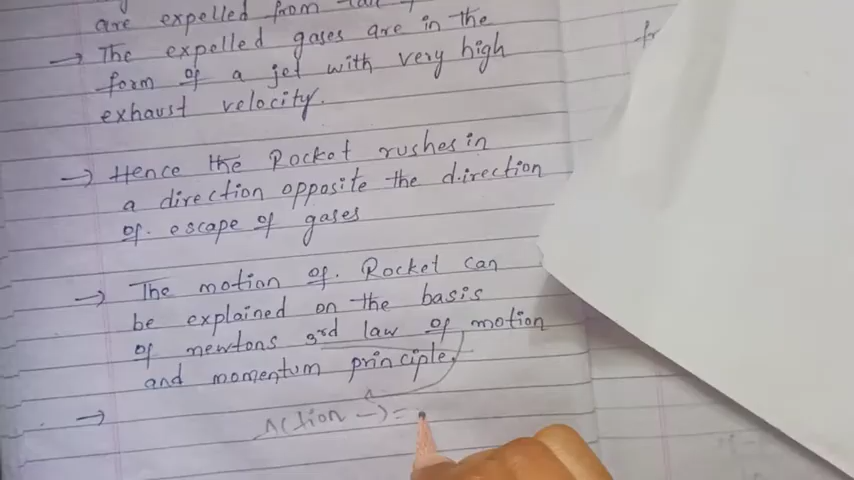 are expelled from tail
→ The expelled gases are in the
form of a jet with very high
exhaust velocity.
→ Hence the Rocket rushes in
a direction opposite the direction
of escape of gases
→ The motion of Rocket can
be explained on the basis
of newtons 3rd law of motion
and momentum principle.
→
Action –) =